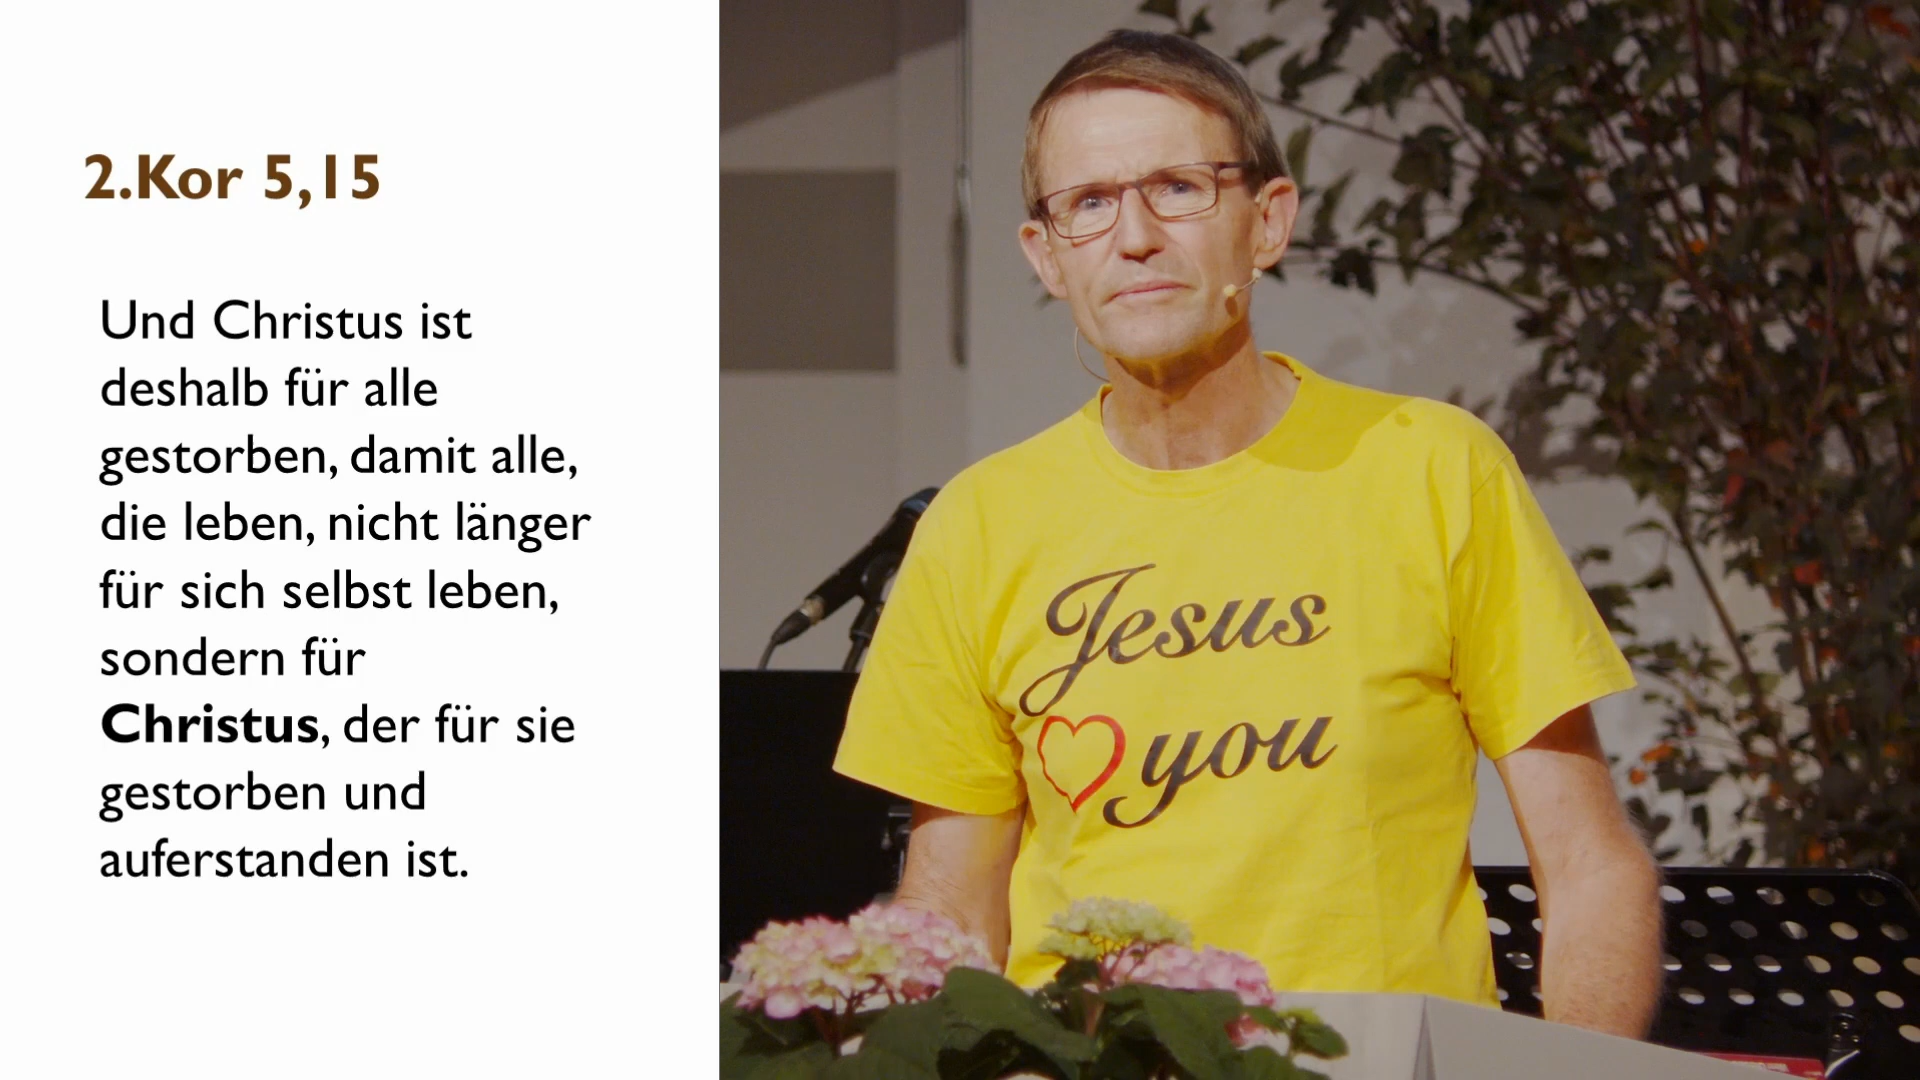 2.Kor 5,15
Und Christus ist
deshalb für alle
gestorben, damit alle,
die leben, nicht länger
für sich selbst leben,
sondern für
Christus, der für sie
gestorben und
auferstanden ist.
Jesus
you